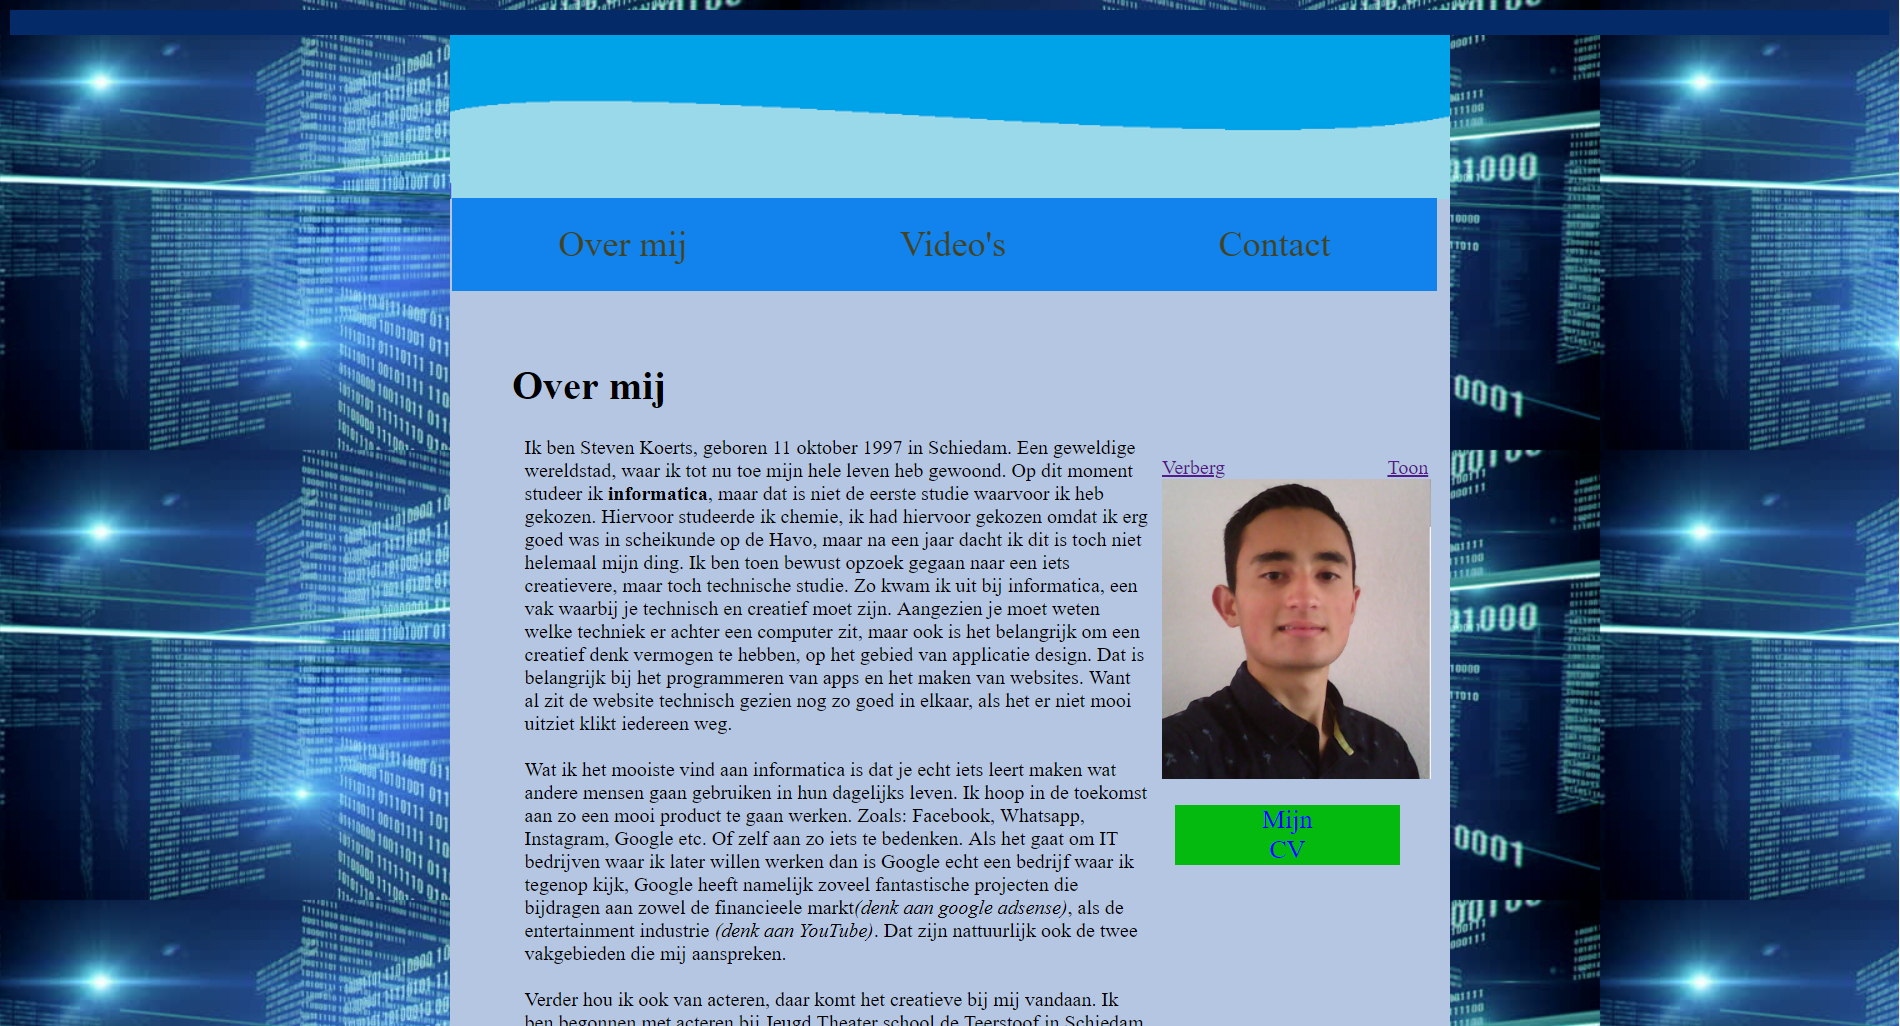 Over mij
Video's
Contact
Over mij
Ik ben Steven Koerts, geboren 11 oktober 1997 in Schiedam. Een geweldige
wereldstad, waar ik tot nu toe mijn hele leven heb gewoond. Op dit moment
studeer ik informatica, maar dat is niet de eerste studie waarvoor ik heb
gekozen. Hiervoor studeerde ik chemie, ik had hiervoor gekozen omdat ik erg
goed was in scheikunde op de Havo, maar na een jaar dacht ik dit is toch niet
helemaal mijn ding. Ik ben toen bewust opzoek gegaan naar een iets
creatievere, maar toch technische studie. Zo kwam ik uit bij informatica, een
vak waarbij je technisch en creatief moet zijn. Aangezien je moet weten
welke techniek er achter een computer zit, maar ook is het belangrijk om een
creatief denk vermogen te hebben, op het gebied van applicatie design. Dat is
belangrijk bij het programmeren van apps en het maken van websites. Want
al zit de website technisch gezien nog zo goed in elkaar, als het er niet mooi
uitziet klikt iedereen weg.
Wat ik het mooiste vind aan informatica is dat je echt iets leert maken wat
andere mensen gaan gebruiken in hun dagelijks leven. Ik hoop in de toekomst
aan zo een mooi product te gaan werken. Zoals: Facebook, Whatsapp,
Instagram, Google etc. Of zelf aan zo iets te bedenken. Als het gaat om IT
bedrijven waar ik later willen werken dan is Google echt een bedrijf waar ik
tegenop kijk, Google heeft namelijk zoveel fantastische projecten die
bijdragen aan zowel de financieele markt(denk aan google adsense), als de
entertainment industrie (denk aan YouTube). Dat zijn nattuurlijk ook de twee
vakgebieden die mij aanspreken.
Verder hou ik ook van acteren, daar komt het creatieve bij mij vandaan. Ik
ben begonnen met acteren bij Jeugd Theater school de Teerstoof in Schiedam
Verberg
Toon
Mijn
CV